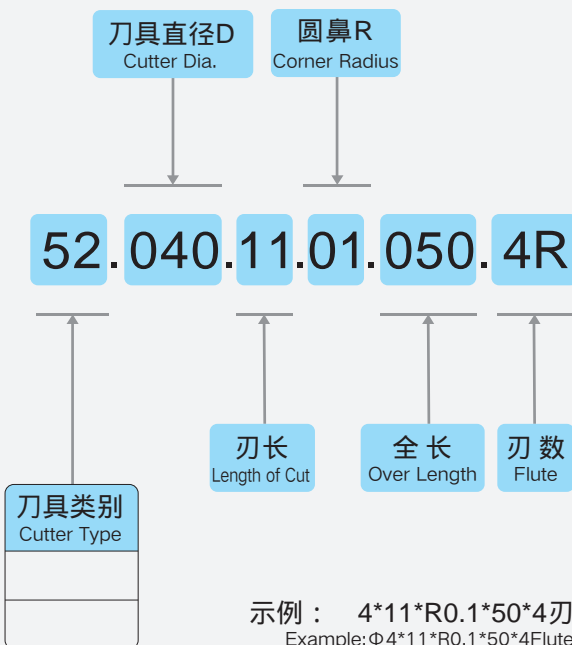 刀具直径D
Cutter Dia.
圆鼻R
Corner Radius
52.040.11.01.050.4R
刃长
Length of Cut
全长
Over Length
刃数
Flute
刀具类别
Cutter Type
示例： 4*11*R0.1*50*4刃
Example:Φ4*11*R0.1*50*4Flute